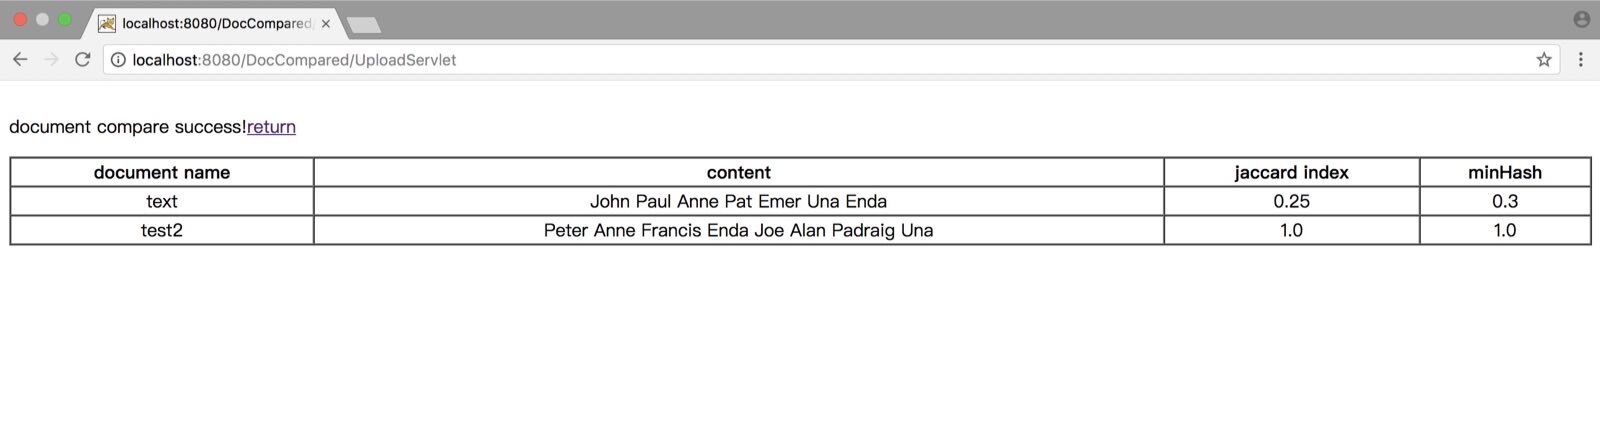 localhost:8080/DocCompared/
localhost:8080/DocCompared/UploadServlet
document compare success!return
document name content jaccard index minHash
text John Paul Anne Pat Emer Una Enda 0.25 0.3
test2 Peter Anne Francis Enda Joe Alan Padraig Una 1.0 1.0